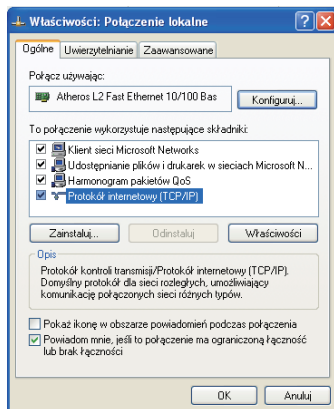 Właściwości: Połączenie lokalne
Ogólne Uwierzytelnianie Zaawansowane
Połącz używając:
Atheros L2 Fast Ethernet 10/100 Bas
Konfiguruj...
To połączenie wykorzystuje następujące składniki:
Klient sieci Microsoft Networks
Udostępnianie plików i drukarek w sieciach Microsoft N...
Harmonogram pakietów QoS
Protokół internetowy (TCP/IP)
Zainstaluj... Odinstaluj Właściwości
Opis
Protokół kontroli transmisji/Protokół internetowy (TCP/IP).
Domyślny protokół dla sieci rozległych, umożliwiający
komunikację połączonych sieci różnych typów.
Pokaż ikonę w obszarze powiadomień podczas połączenia
Powiadom mnie, jeśli to połączenie ma ograniczoną łączność
lub brak łączności
OK Anuluj